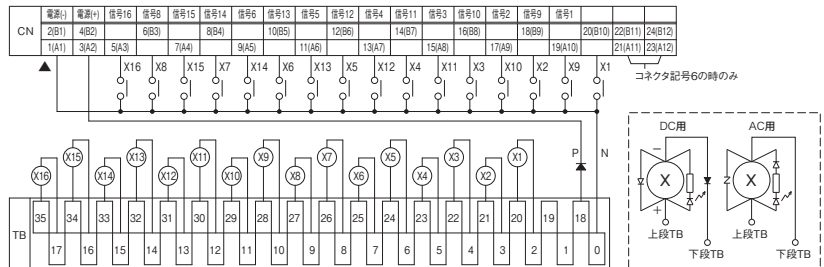 電源(-) 電源(+) 信号16 信号8 信号15 信号14 信号6 信号13 信号5 信号12 信号4 信号11 信号3 信号10 信号2 信号9 信号1
CN 2(B1) 4(B2) 6(B3) 8(B4) 10(B5) 12(B6) 14(B7) 16(B8) 18(B9) 20(B10) 22(B11) 24(B12)
1(A1) 3(A2) 5(A3) 7(A4) 9(A5) 11(A6) 13(A7) 15(A8) 17(A9) 19(A10) 21(A11) 23(A12)
X16 X8 X15 X7 X14 X6 X13 X5 X12 X4 X11 X3 X10 X2 X9 X1
コネクタ記号6の時のみ
P N
X15 X13 X11 X9 X7 X5 X3 X1
X16 X14 X12 X10 X8 X6 X4 X2
TB 35 34 33 32 31 30 29 28 27 26 25 24 23 22 21 20 19 18
17 16 15 14 13 12 11 10 9 8 7 6 5 4 3 2 1 0
DC用 AC用
－
X X
Z
+
上段TB 上段TB
下段TB 下段TB